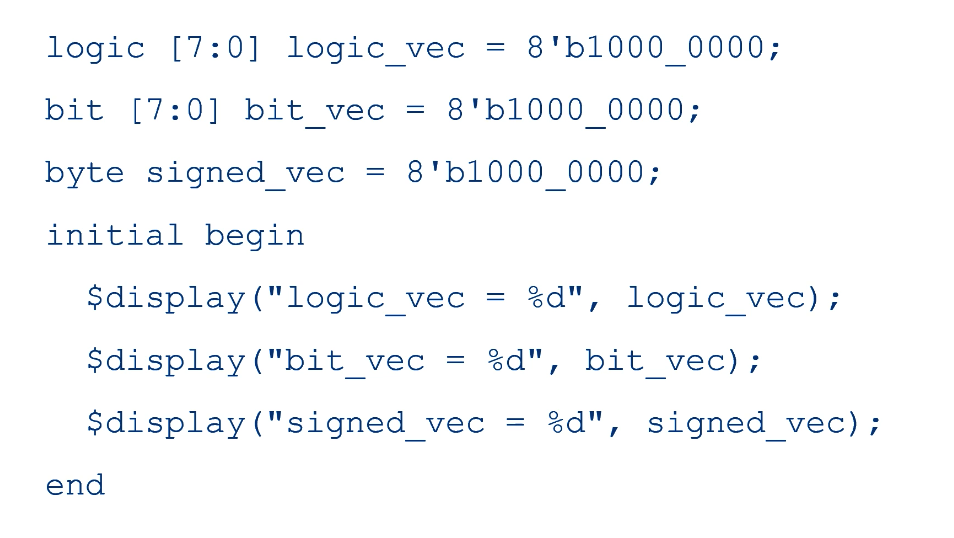 logic [7:0] logic_vec = 8'b1000_0000;
bit [7:0] bit_vec = 8'b1000_0000;
byte signed_vec = 8'b1000_0000;
initial begin
  $display("logic_vec = %d", logic_vec);
  $display("bit_vec = %d", bit_vec);
  $display("signed_vec = %d", signed_vec);
end